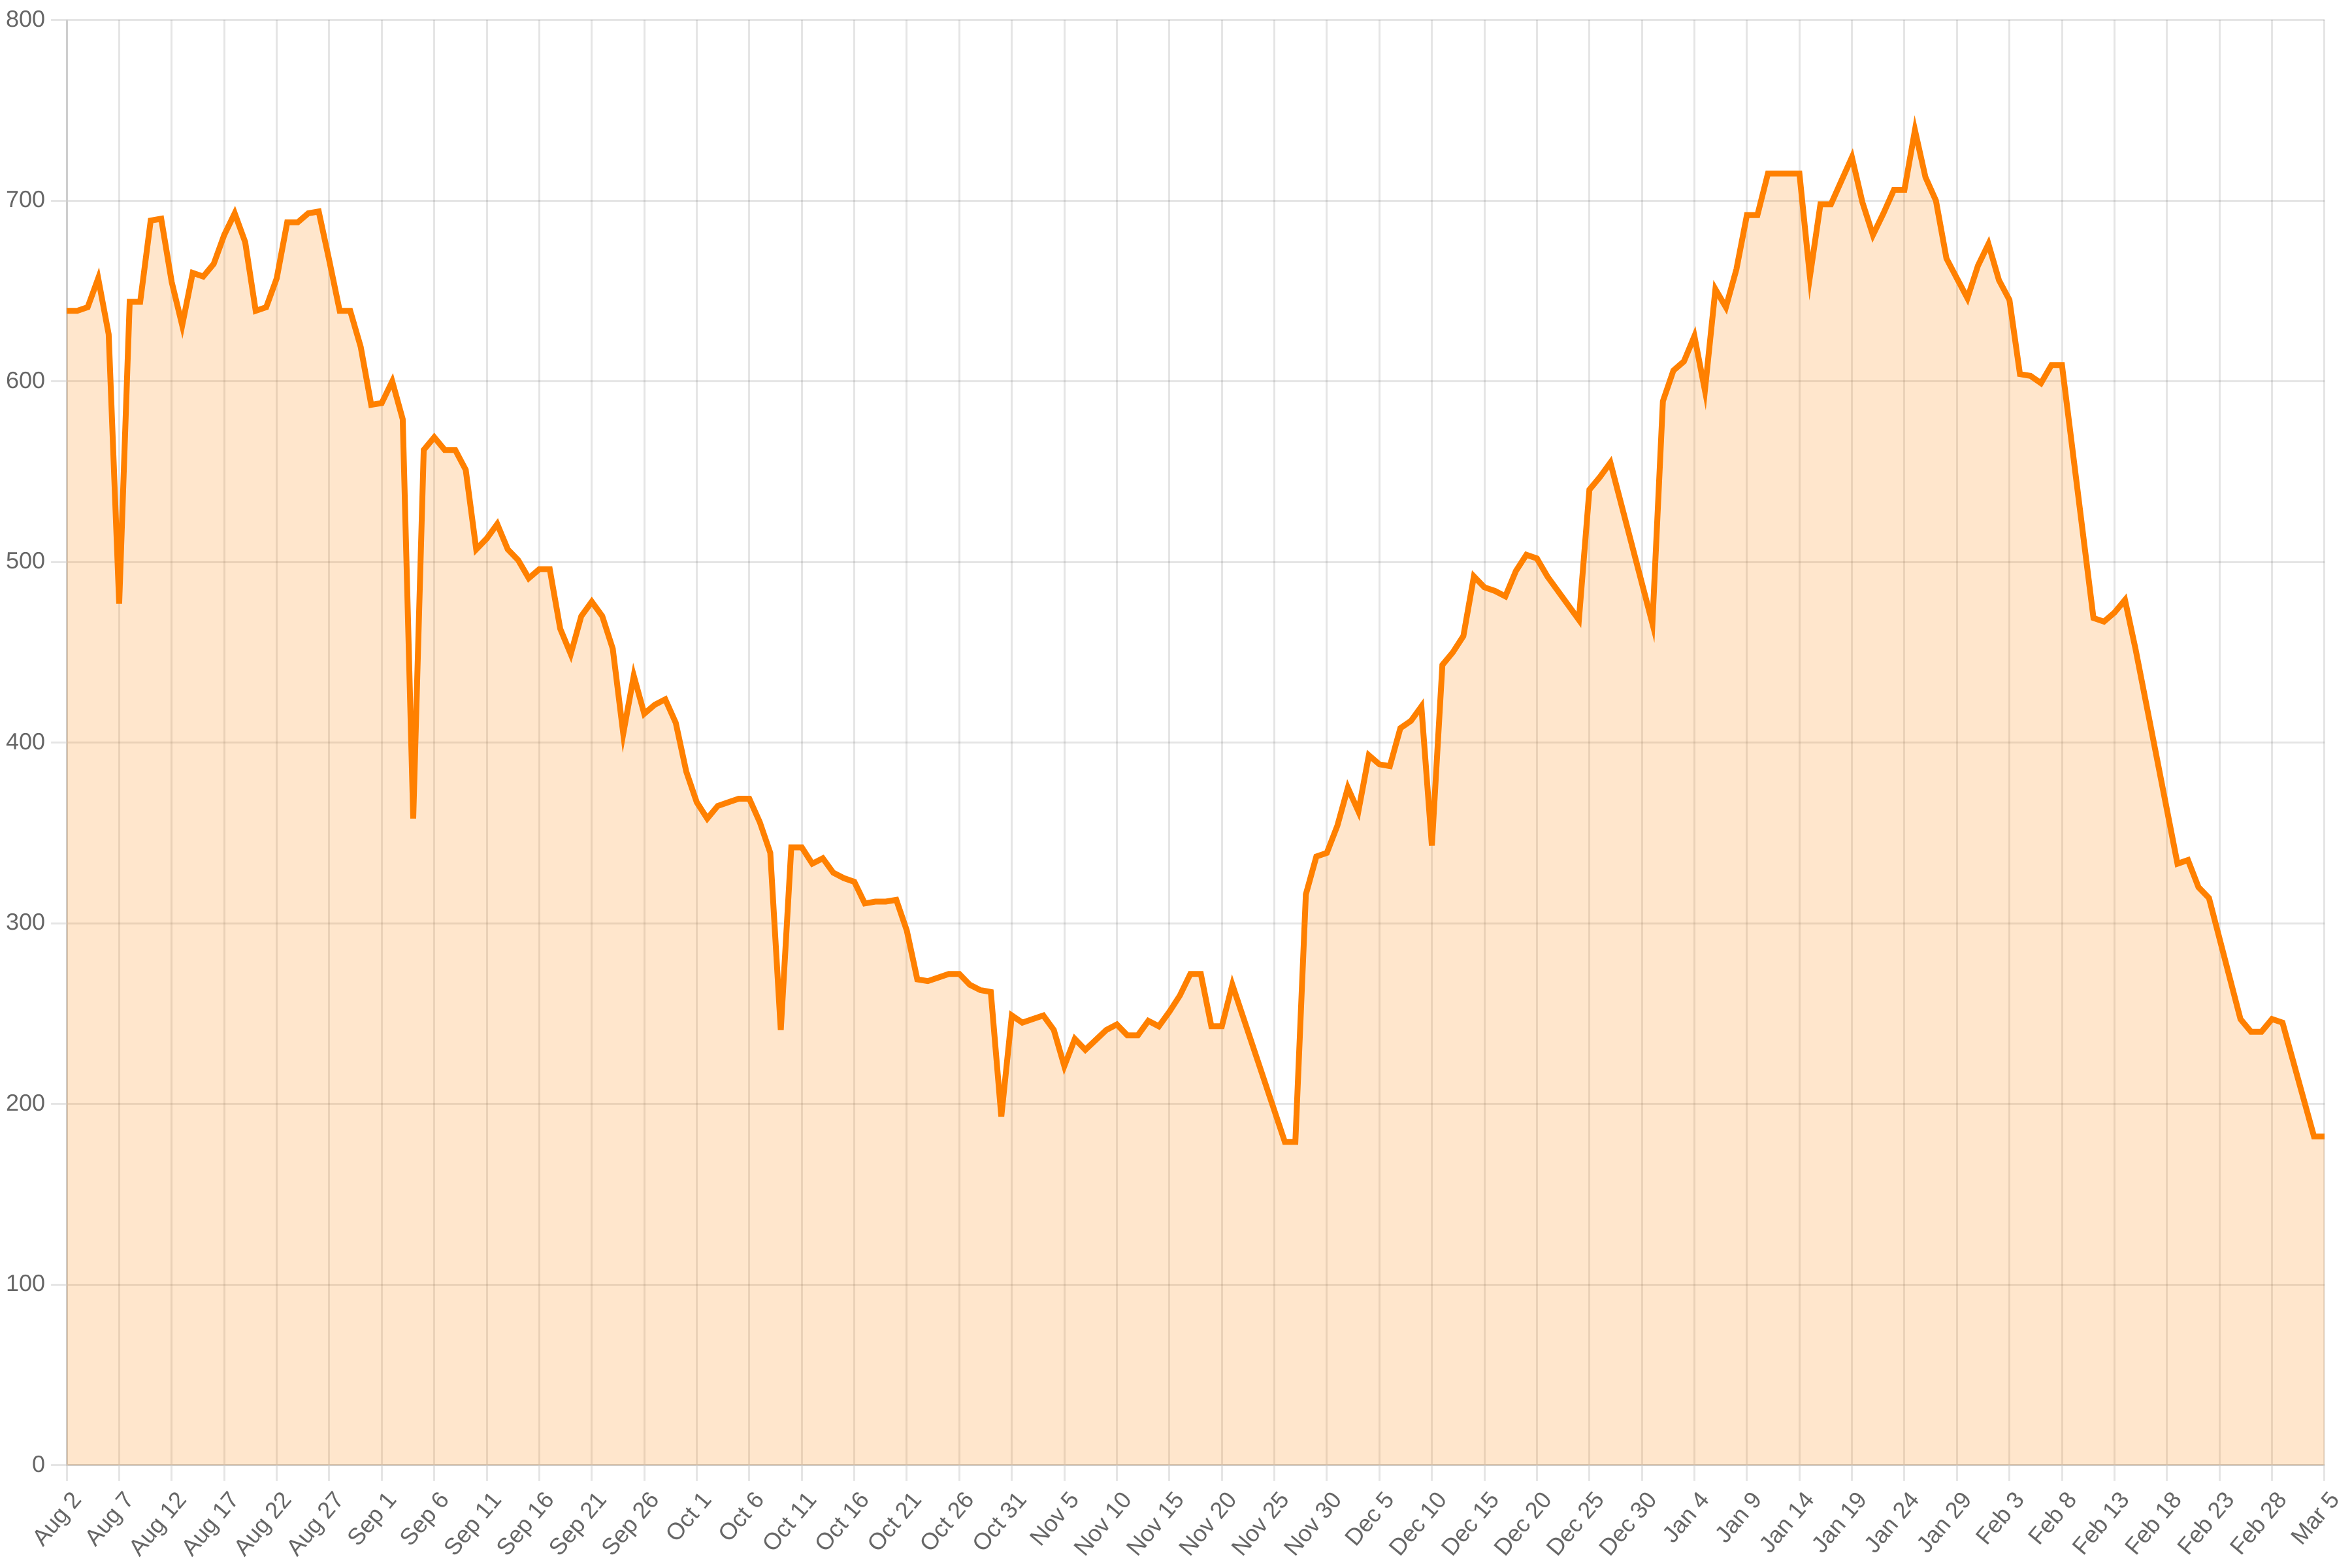 800
700
600
500
400
300
200
100
0
Aug 2
Aug 7
Aug 12
Aug 17
Aug 22
Aug 27
Sep 1
Sep 6
Sep 11
Sep 16
Sep 21
Sep 26
Oct 1
Oct 6
Oct 11
Oct 16
Oct 21
Oct 26
Oct 31
Nov 5
Nov 10
Nov 15
Nov 20
Nov 25
Nov 30
Dec 5
Dec 10
Dec 15
Dec 20
Dec 25
Dec 30
Jan 4
Jan 9
Jan 14
Jan 19
Jan 24
Jan 29
Feb 3
Feb 8
Feb 13
Feb 18
Feb 23
Feb 28
Mar 5